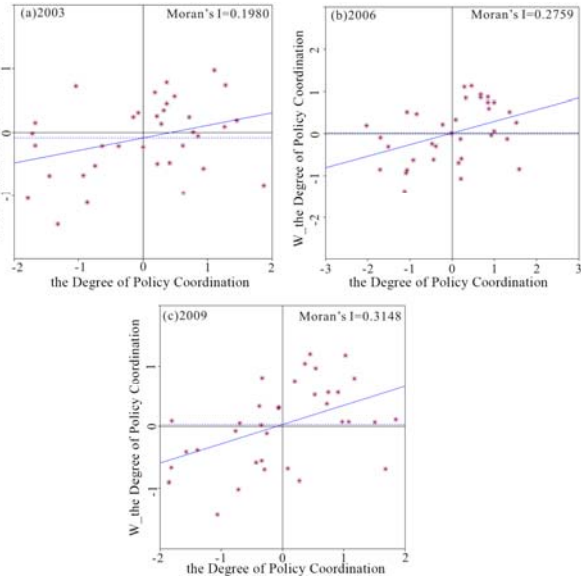 (a)2003 Moran's I=0.1980
1
0
-1
-2 -1 0 1 2
the Degree of Policy Coordination
(b)2006 Moran's I=0.2759
W_the Degree of Policy Coordination
2
1
0
-1
-2
-3 -2 -1 0 1 2 3
the Degree of Policy Coordination
(c)2009 Moran's I=0.3148
W_the Degree of Policy Coordination
1
0
-1
-2 -1 0 1 2
the Degree of Policy Coordination